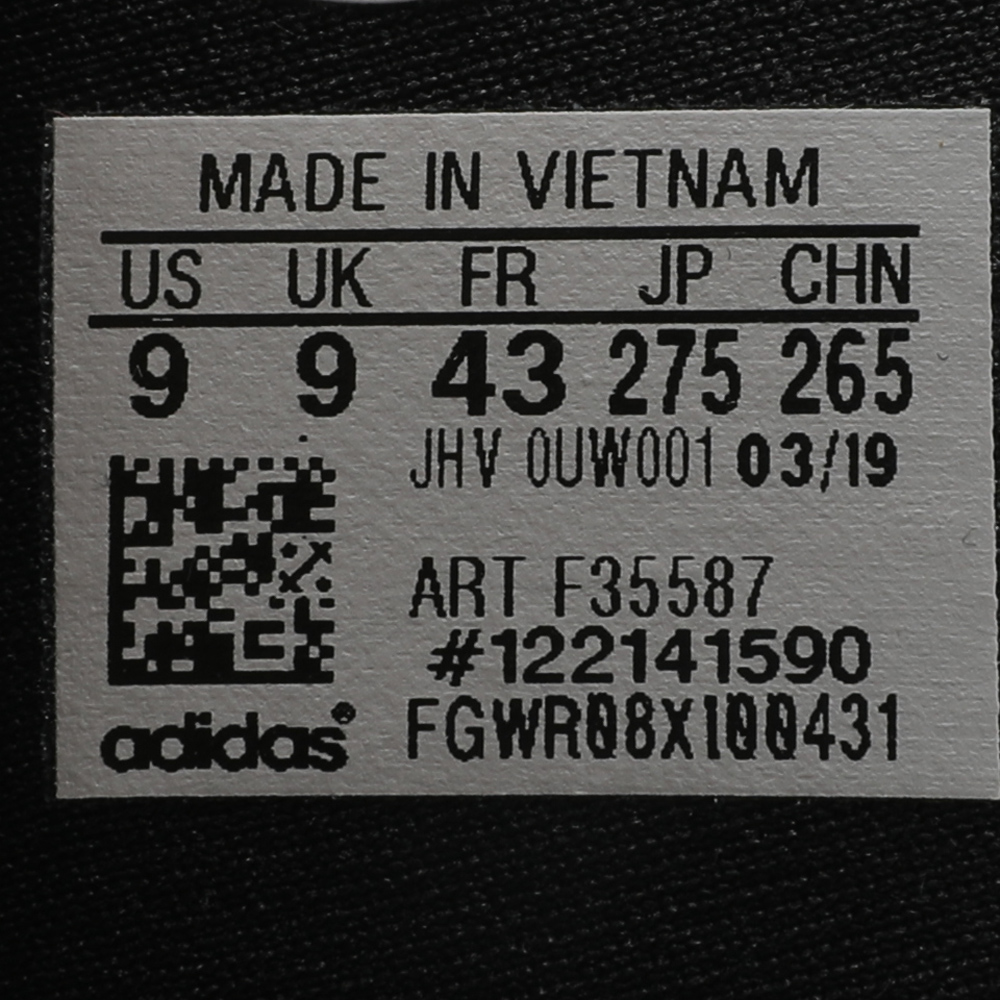 MADE IN VIETNAM
US UK FR JP CHN
9 9 43 275 265
JHV 0UW001 03/19
ART F35587
#122141590
FGWR08X100431
adidas®